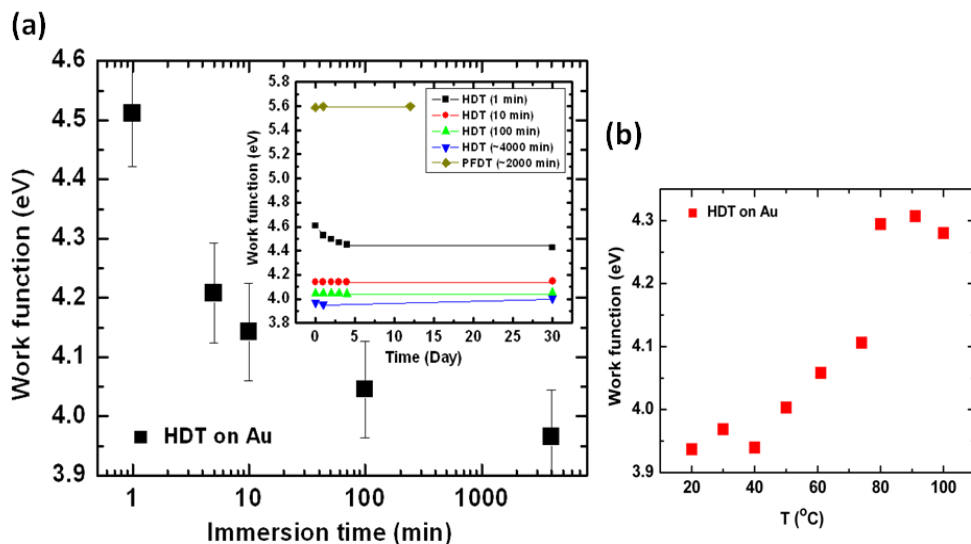 (a)
4.6
4.5
4.4
4.3
4.2
4.1
4.0
3.9
Work function (eV)
1
10
100
1000
Immersion time (min)
HDT on Au
5.8
5.6
5.4
5.2
5.0
4.8
4.6
4.4
4.2
4.0
3.8
Work function (eV)
0
5
10
15
20
25
30
Time (Day)
HDT (1 min)
HDT (10 min)
HDT (100 min)
HDT (~4000 min)
PFDT (~2000 min)
(b)
4.3
4.2
4.1
4.0
3.9
Work function (eV)
20
40
60
80
100
T (°C)
HDT on Au